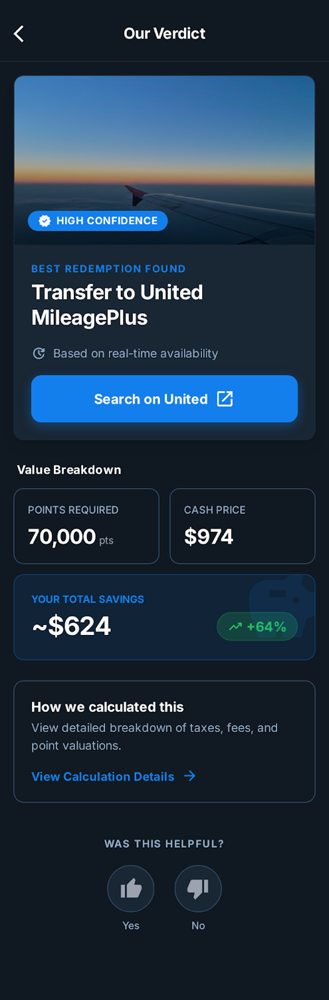 Our Verdict
HIGH CONFIDENCE
BEST REDEMPTION FOUND
Transfer to United
MileagePlus
Based on real-time availability
Search on United
Value Breakdown
POINTS REQUIRED
70,000 pts
CASH PRICE
$974
YOUR TOTAL SAVINGS
~$624
+64%
How we calculated this
View detailed breakdown of taxes, fees, and
point valuations.
View Calculation Details
WAS THIS HELPFUL?
Yes
No